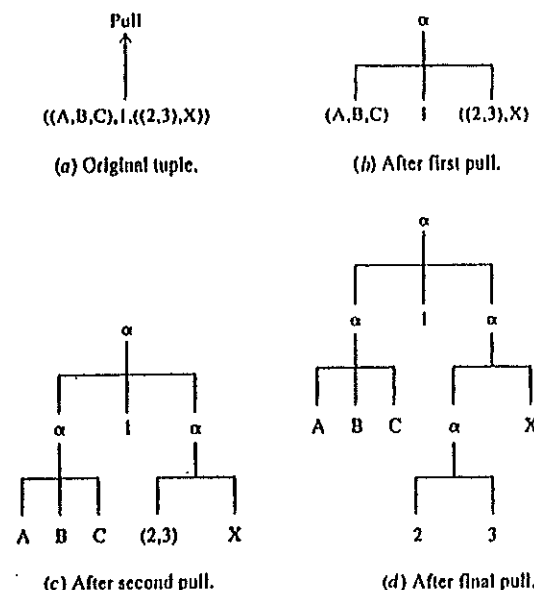 Pull
((A,B,C),1,((2,3),X))
(a) Original tuple.
α
(A,B,C) 1 ((2,3),X)
(b) After first pull.
α
α 1 α
A B C (2,3) X
(c) After second pull.
α
α 1 α
A B C α X
2 3
(d) After final pull.